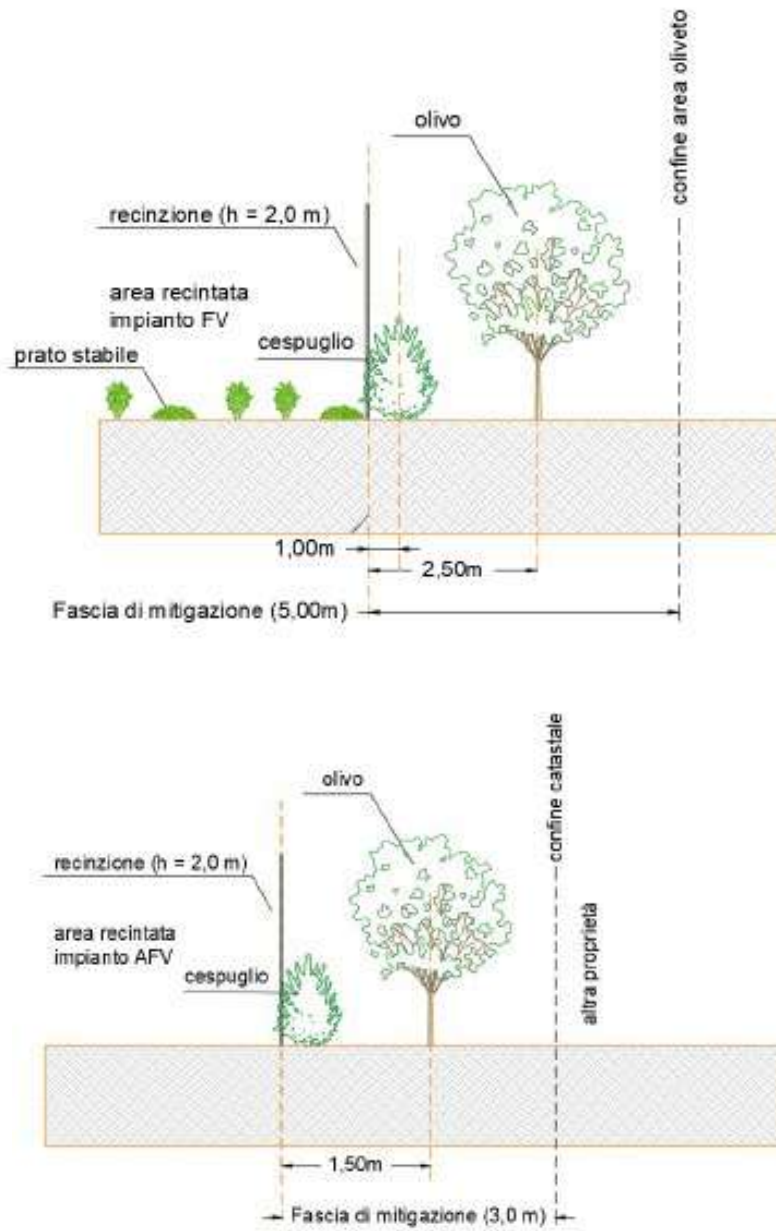 olivo
confine area oliveto
recinzione (h = 2,0 m)
area recintata
impianto FV
cespuglio
prato stabile
1,00m
2,50m
Fascia di mitigazione (5,00m)
olivo
confine catastale
recinzione (h = 2,0 m)
area recintata
impianto AFV
altra proprietà
cespuglio
1,50m
Fascia di mitigazione (3,0 m)